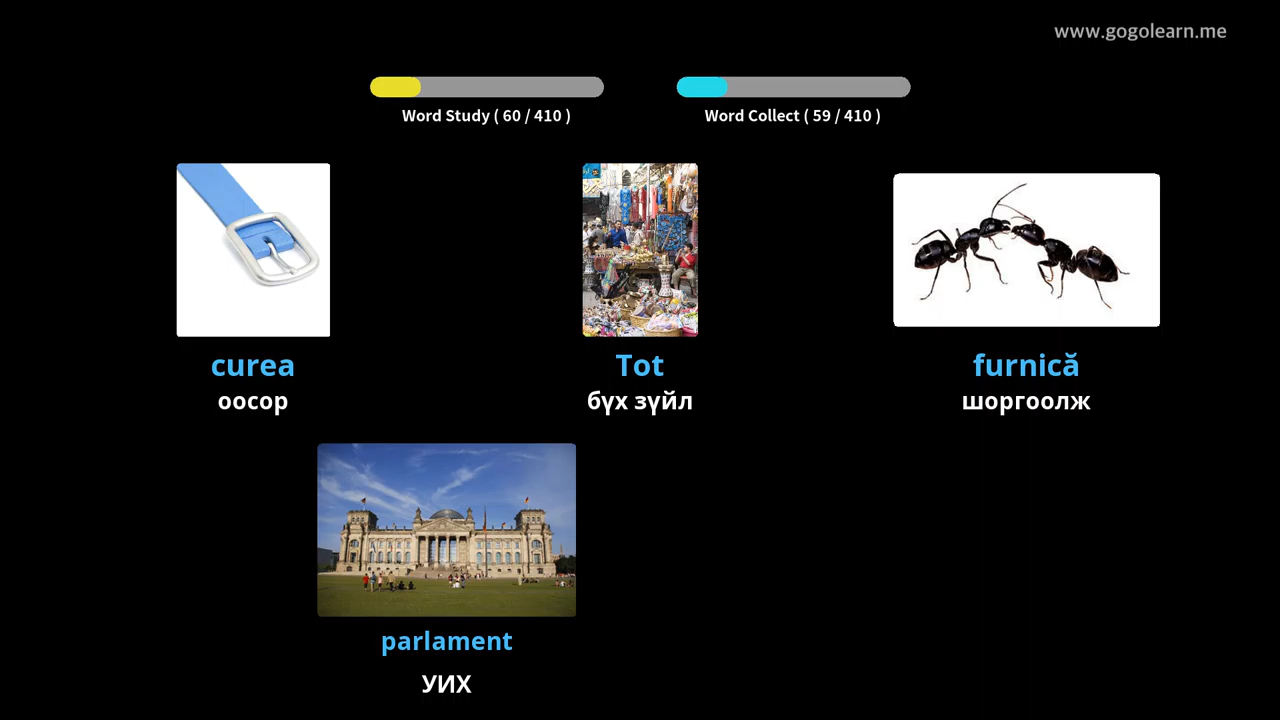 www.gogolearn.me
Word Study ( 60 / 410 )
Word Collect ( 59 / 410 )
curea
Tot
furnică
оосор
бүх зүйл
шоргоолж
parlament
УИХ